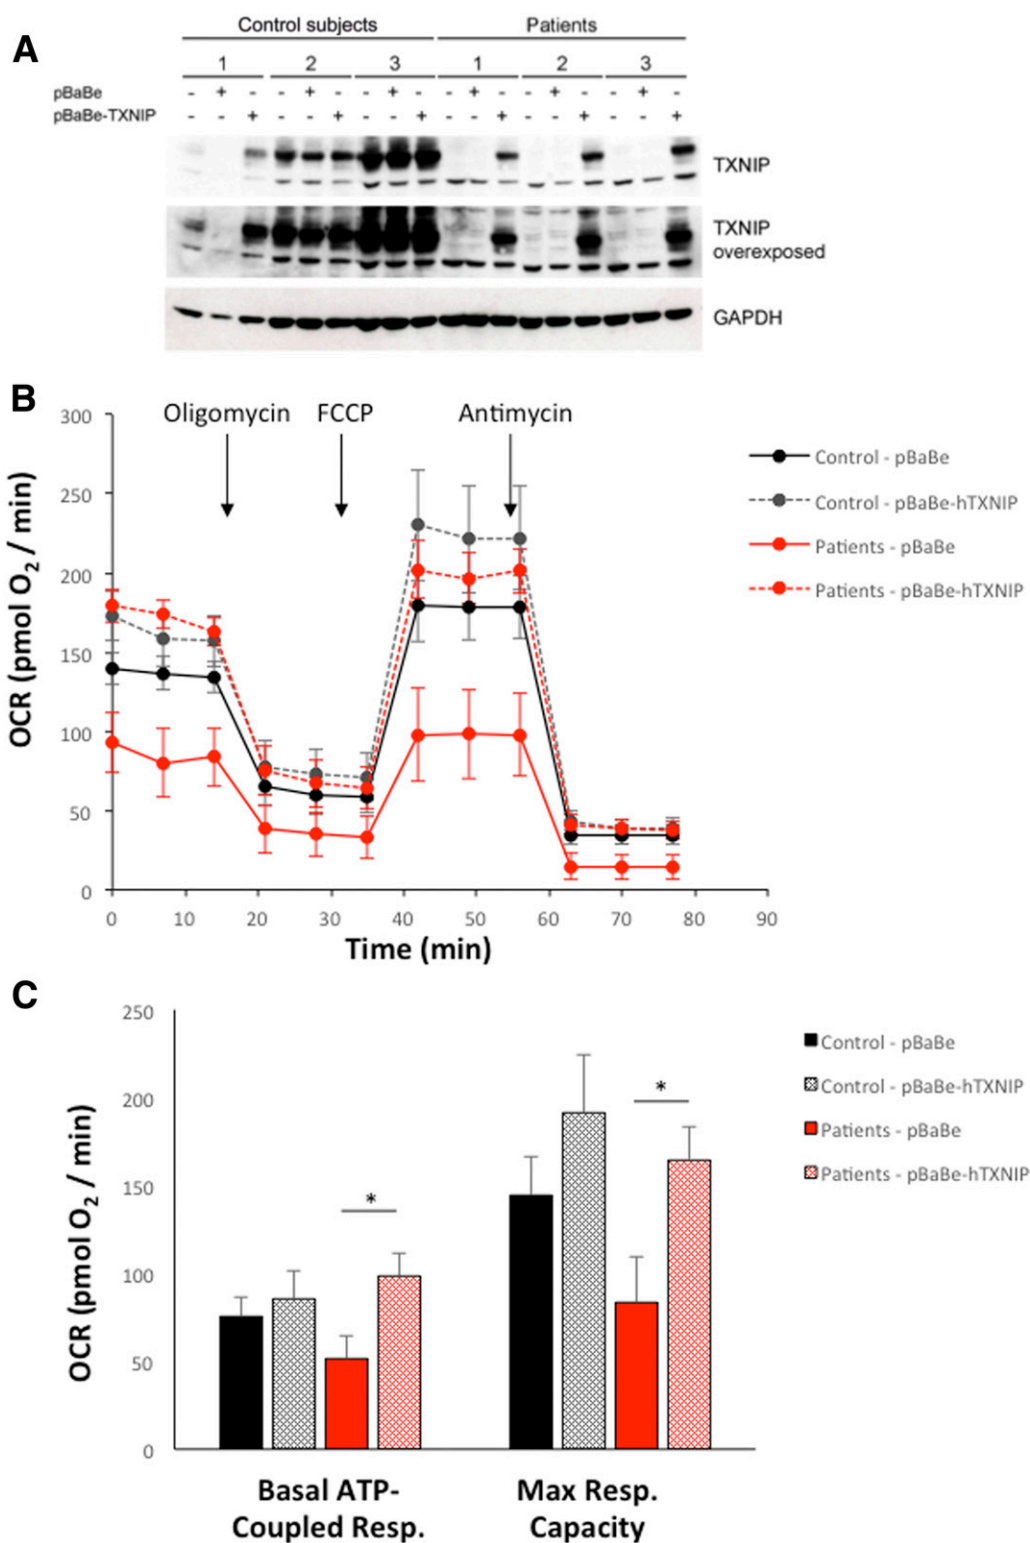 A
Control subjects Patients
1 2 3 1 2 3
pBaBe - + - - + - - + - - + - - + - - + -
pBaBe-TXNIP - - + - - + - - + - - + - - + - - +
TXNIP
TXNIP
overexposed
GAPDH
B
Oligomycin FCCP Antimycin
OCR (pmol O2 / min)
300
250
200
150
100
50
0
0 10 20 30 40 50 60 70 80 90
Time (min)
Control - pBaBe
Control - pBaBe-hTXNIP
Patients - pBaBe
Patients - pBaBe-hTXNIP
C
OCR (pmol O2 / min)
250
200
150
100
50
0
* *
Basal ATP-
Coupled Resp.
Max Resp.
Capacity
Control - pBaBe
Control - pBaBe-hTXNIP
Patients - pBaBe
Patients - pBaBe-hTXNIP